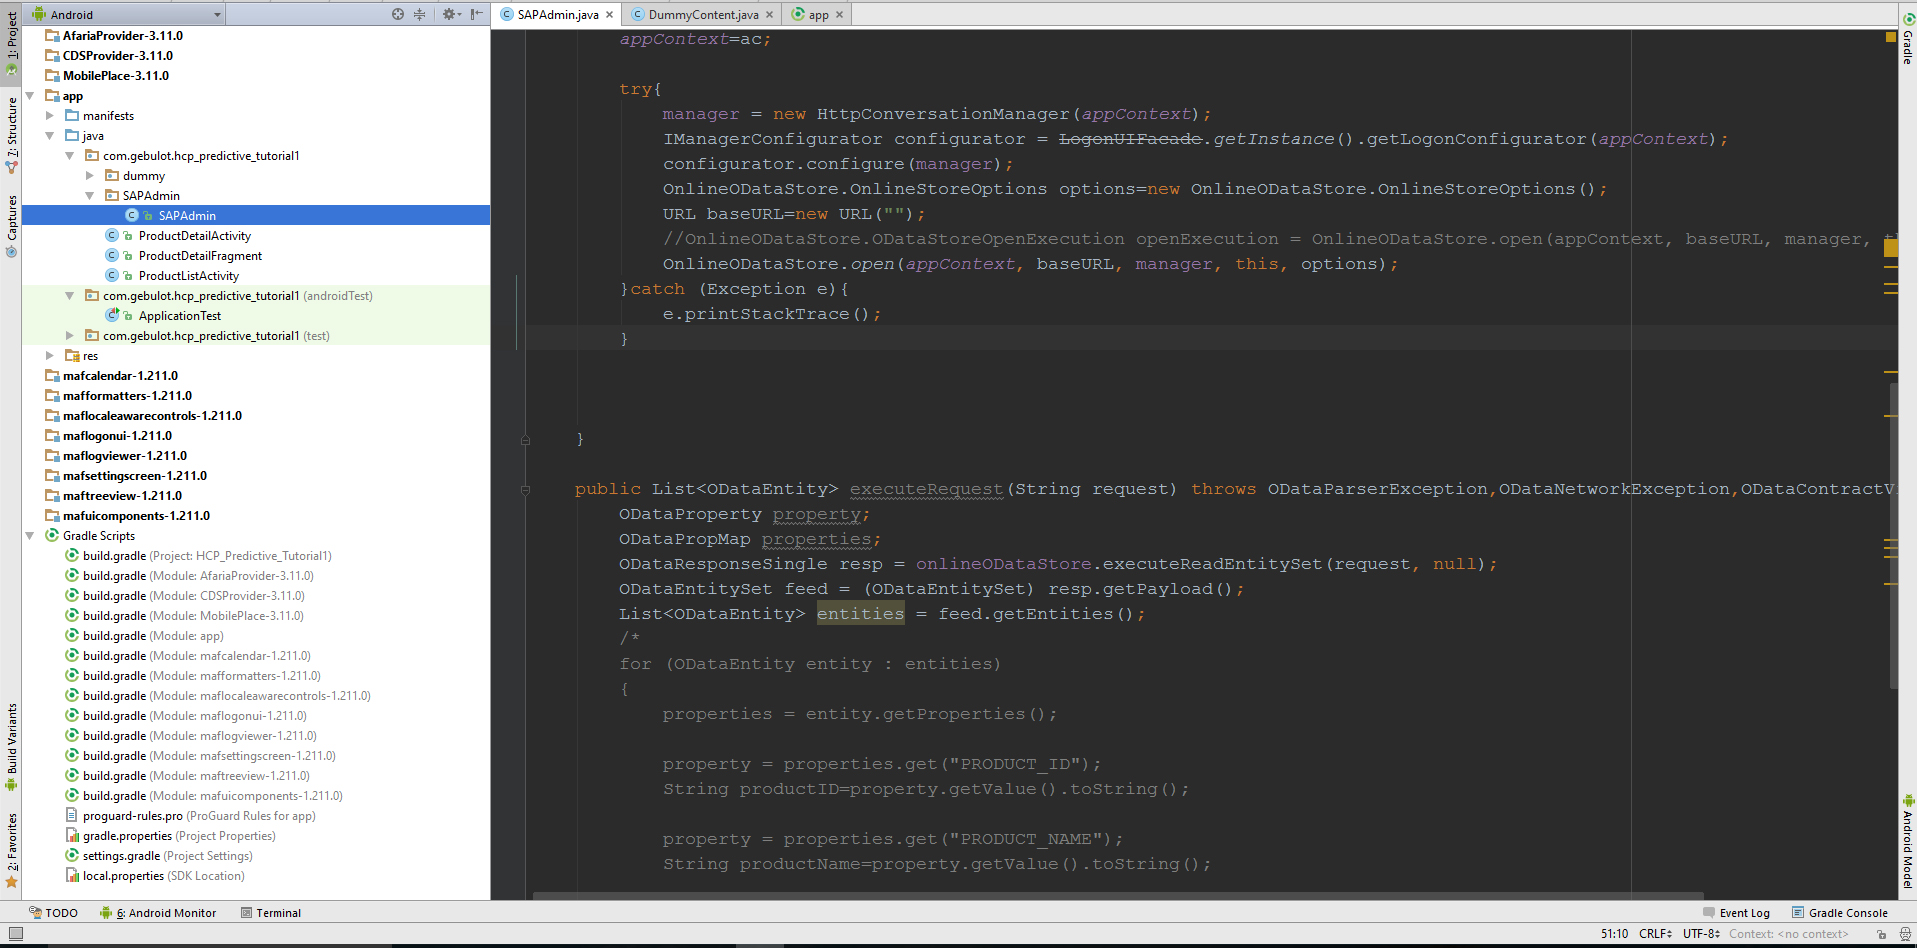 Android
SAPAdmin.java
DummyContent.java
app
1: Project
7: Structure
Captures
Build Variants
2: Favorites
AfariaProvider-3.11.0
CDSProvider-3.11.0
MobilePlace-3.11.0
app
manifests
java
com.gebulot.hcp_predictive_tutorial1
dummy
SAPAdmin
SAPAdmin
ProductDetailActivity
ProductDetailFragment
ProductListActivity
com.gebulot.hcp_predictive_tutorial1 (androidTest)
ApplicationTest
com.gebulot.hcp_predictive_tutorial1 (test)
res
mafcalendar-1.211.0
mafformatters-1.211.0
maflocaleawarecontrols-1.211.0
maflogonui-1.211.0
maflogviewer-1.211.0
mafsettingscreen-1.211.0
maftreeview-1.211.0
mafuicomponents-1.211.0
Gradle Scripts
build.gradle (Project: HCP_Predictive_Tutorial1)
build.gradle (Module: AfariaProvider-3.11.0)
build.gradle (Module: CDSProvider-3.11.0)
build.gradle (Module: MobilePlace-3.11.0)
build.gradle (Module: app)
build.gradle (Module: mafcalendar-1.211.0)
build.gradle (Module: mafformatters-1.211.0)
build.gradle (Module: maflocaleawarecontrols-1.211.0)
build.gradle (Module: maflogonui-1.211.0)
build.gradle (Module: maflogviewer-1.211.0)
build.gradle (Module: mafsettingscreen-1.211.0)
build.gradle (Module: maftreeview-1.211.0)
build.gradle (Module: mafuicomponents-1.211.0)
proguard-rules.pro (ProGuard Rules for app)
gradle.properties (Project Properties)
settings.gradle (Project Settings)
local.properties (SDK Location)
appContext=ac;
try{
manager = new HttpConversationManager(appContext);
IManagerConfigurator configurator = LogonUIFacade.getInstance().getLogonConfigurator(appContext);
configurator.configure(manager);
OnlineODataStore.OnlineStoreOptions options=new OnlineODataStore.OnlineStoreOptions();
URL baseURL=new URL("");
//OnlineODataStore.ODataStoreOpenExecution openExecution = OnlineODataStore.open(appContext, baseURL, manager,
OnlineODataStore.open(appContext, baseURL, manager, this, options);
}catch (Exception e){
e.printStackTrace();
}
}
public List<ODataEntity> executeRequest(String request) throws ODataParserException,ODataNetworkException,ODataContractVi
ODataProperty property;
ODataPropMap properties;
ODataResponseSingle resp = onlineODataStore.executeReadEntitySet(request, null);
ODataEntitySet feed = (ODataEntitySet) resp.getPayload();
List<ODataEntity> entities = feed.getEntities();
/*
for (ODataEntity entity : entities)
{
properties = entity.getProperties();
property = properties.get("PRODUCT_ID");
String productID=property.getValue().toString();
property = properties.get("PRODUCT_NAME");
String productName=property.getValue().toString();
Gradle
Android Model
TODO
6: Android Monitor
Terminal
Event Log
Gradle Console
51:10 CRLF UTF-8 Context: <no context>